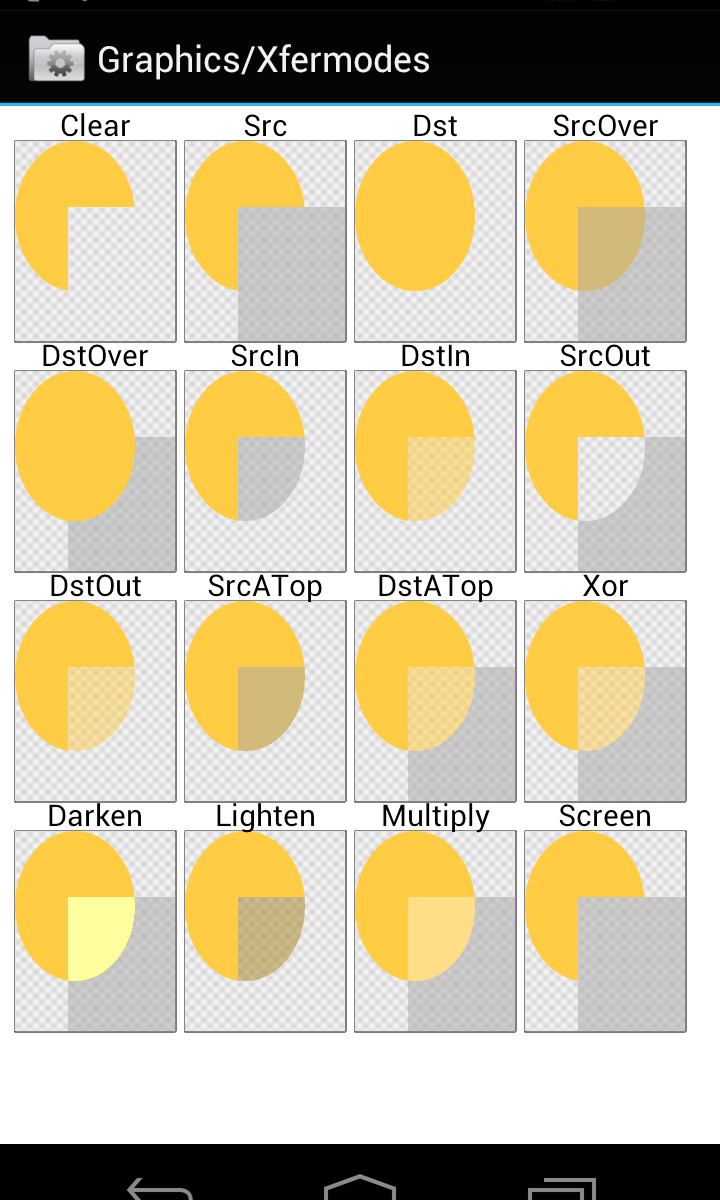 Graphics/Xfermodes
Clear Src Dst SrcOver
DstOver SrcIn DstIn SrcOut
DstOut SrcATop DstATop Xor
Darken Lighten Multiply Screen